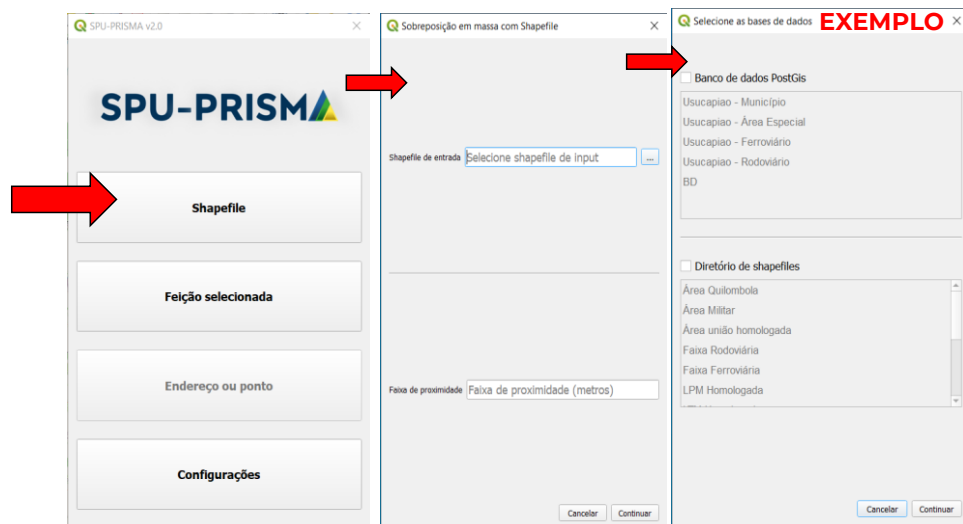 SPU-PRISMA v2.0
SPU-PRISMA
Shapefile
Feição selecionada
Endereço ou ponto
Configurações
Sobreposição em massa com Shapefile
Shapefile de entrada Selecione shapefile de input ...
Faixa de proximidade Faixa de proximidade (metros)
Cancelar Continuar
Selecione as bases de dados EXEMPLO
Banco de dados PostGis
Usucapiao - Município
Usucapiao - Área Especial
Usucapiao - Ferroviário
Usucapiao - Rodoviário
BD
Diretório de shapefiles
Área Quilombola
Área Militar
Área união homologada
Faixa Rodoviária
Faixa Ferroviária
LPM Homologada
Cancelar Continuar